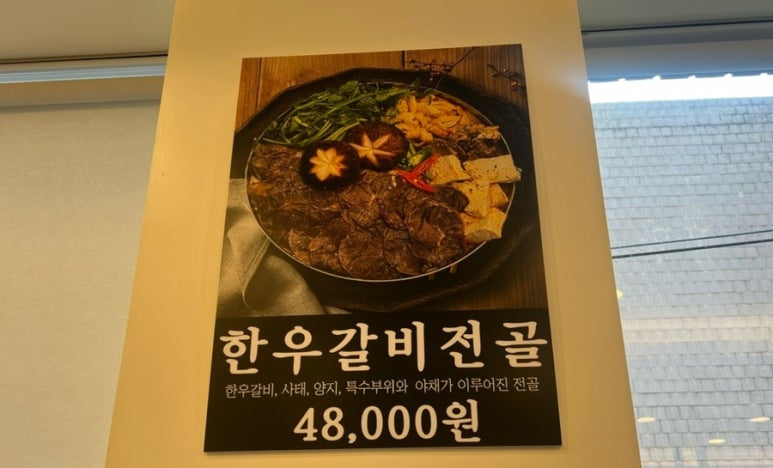 한우갈비전골
한우갈비, 사태, 양지, 특수부위와 야채가 이루어진 전골
48,000원